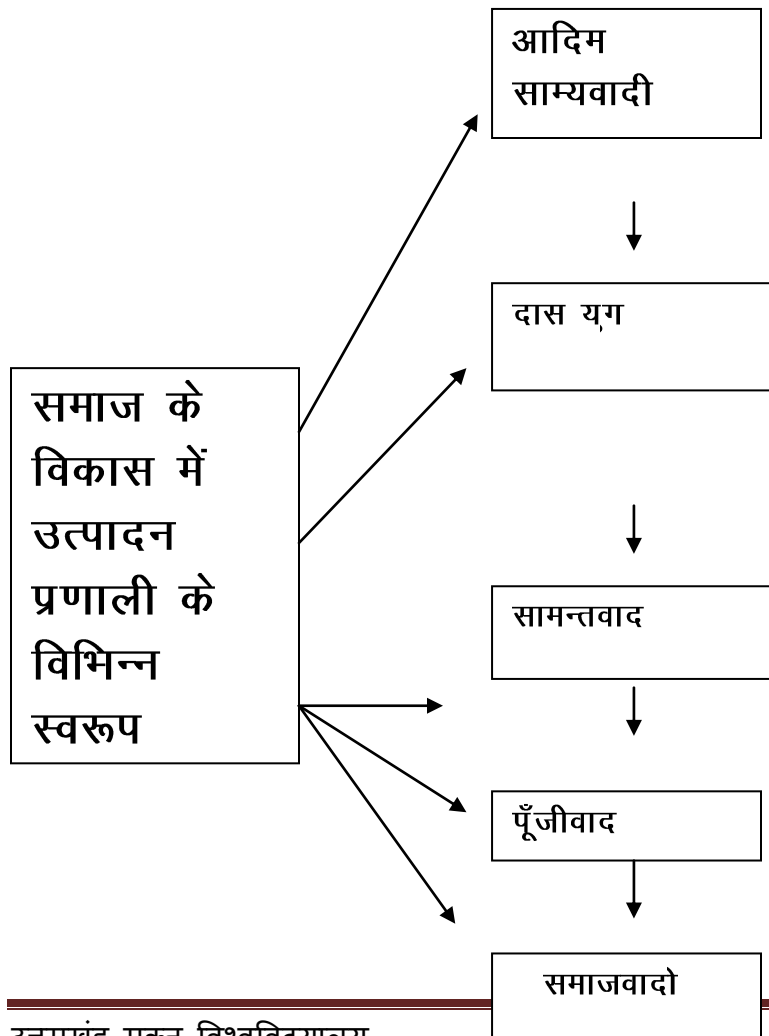 आदिम
साम्यवादी
दास युग
समाज के
विकास में
उत्पादन
प्रणाली के
विभिन्न
स्वरूप
सामन्तवाद
पूँजीवाद
समाजवादो